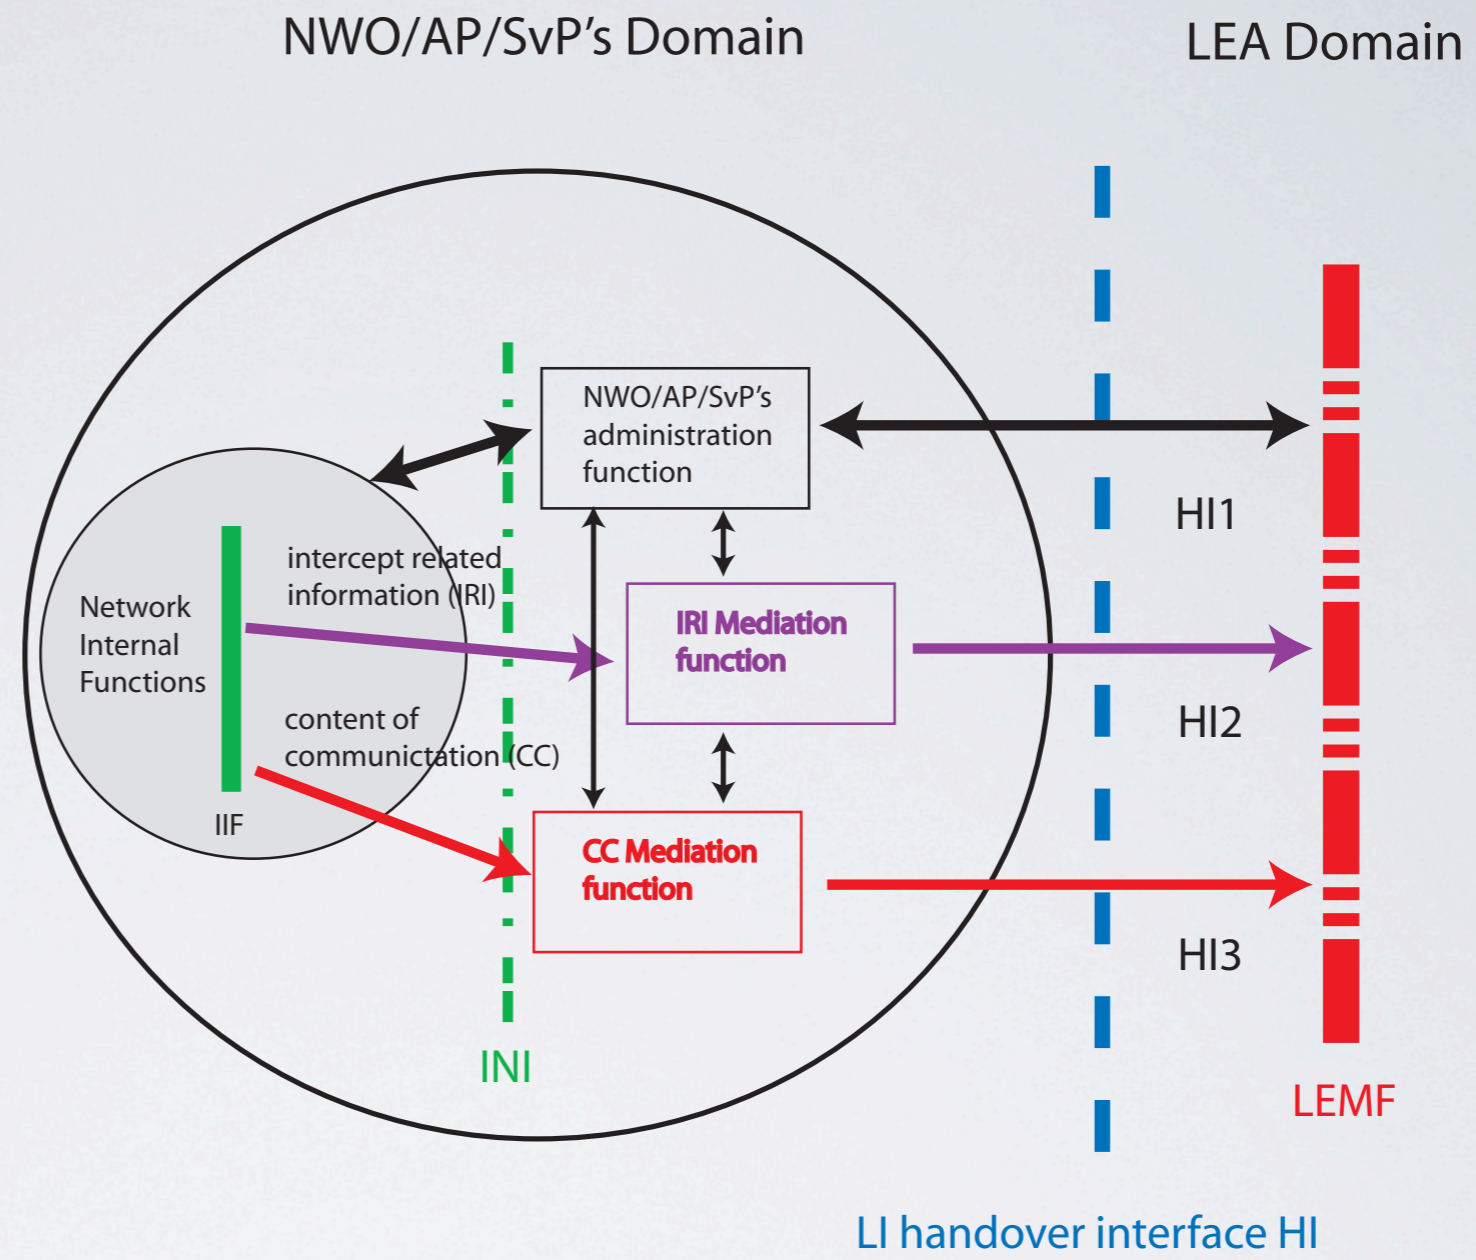 NWO/AP/SvP’s Domain
LEA Domain
NWO/AP/SvP’s
administration
function
HI1
intercept related
information (IRI)
Network
Internal
Functions
IRI Mediation
function
HI2
content of
communictation (CC)
IIF
CC Mediation
function
HI3
INI
LEMF
LI handover interface HI